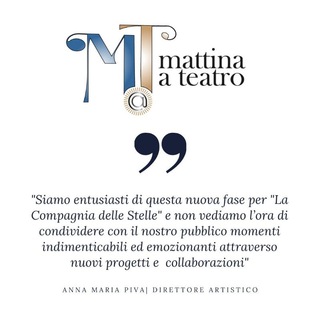 MT mattina
@ a teatro
"Siamo entusiasti di questa nuova fase per "La
Compagnia delle Stelle" e non vediamo l'ora di
condividere con il nostro pubblico momenti
indimenticabili ed emozionanti attraverso
nuovi progetti e  collaborazioni"
ANNA MARIA PIVA| DIRETTORE ARTISTICO